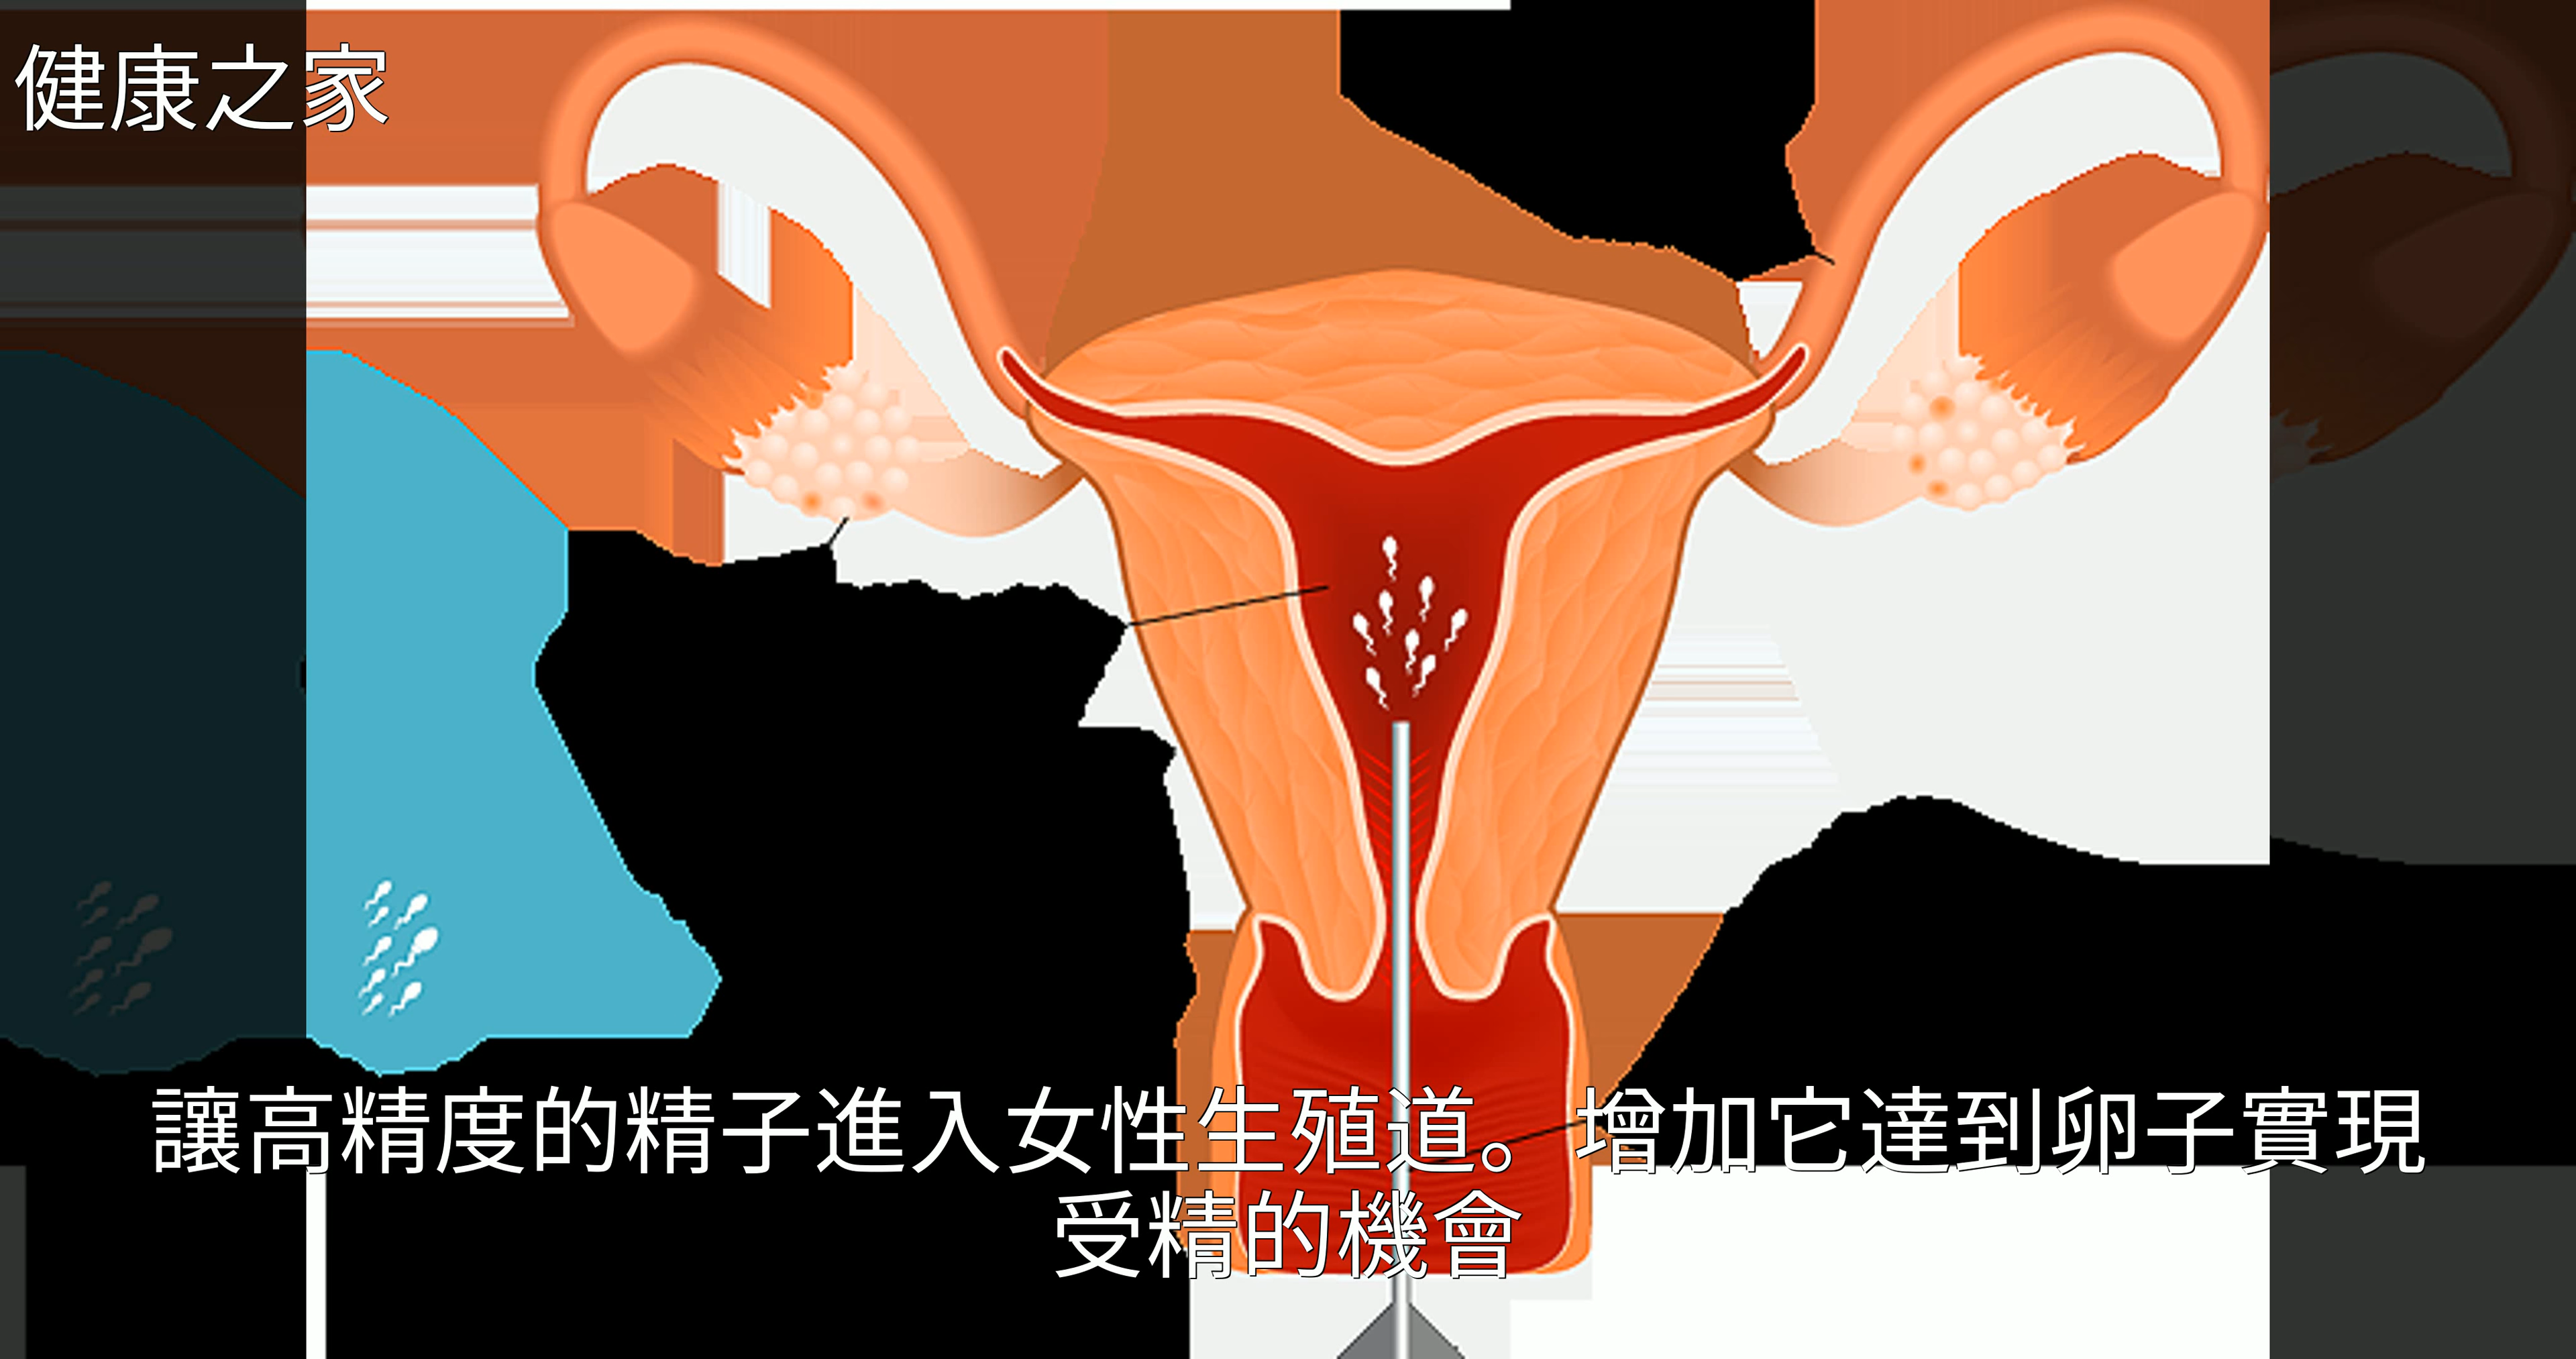 健康之家
讓高精度的精子進入女性生殖道。增加它達到卵子實現
受精的機會